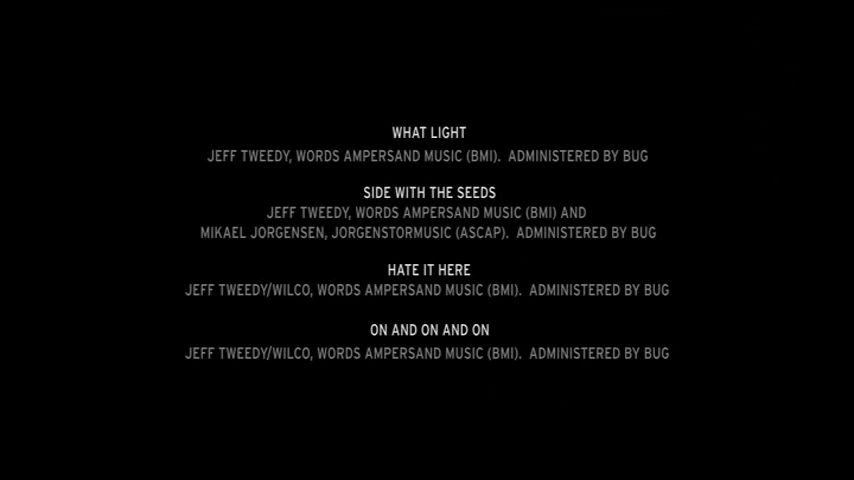 WHAT LIGHT
JEFF TWEEDY, WORDS AMPERSAND MUSIC (BMI).  ADMINISTERED BY BUG
SIDE WITH THE SEEDS
JEFF TWEEDY, WORDS AMPERSAND MUSIC (BMI) AND
MIKAEL JORGENSEN, JORGENSTORMUSIC (ASCAP).  ADMINISTERED BY BUG
HATE IT HERE
JEFF TWEEDY/WILCO, WORDS AMPERSAND MUSIC (BMI).  ADMINISTERED BY BUG
ON AND ON AND ON
JEFF TWEEDY/WILCO, WORDS AMPERSAND MUSIC (BMI).  ADMINISTERED BY BUG